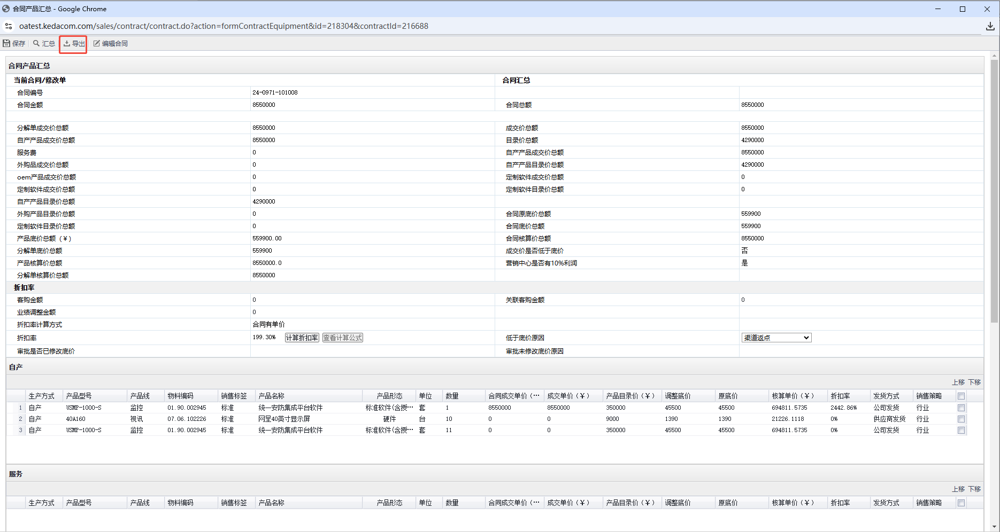 合同产品汇总 - Google Chrome
oatest.kedacom.com/sales/contract/contract.do?action=formContractEquipment&id=218304&contractId=216688
保存 汇总 导出 编辑合同
合同产品汇总
当前合同/修改单 合同汇总
合同编号 24-0971-101008
合同金额 8550000 合同总额 8550000
分解单成交价总额 8550000 成交价总额 8550000
自产产品成交价总额 8550000 目录价总额 4290000
服务费 0 自产产品成交价总额 8550000
外购品成交价总额 0 自产产品目录价总额 4290000
oem产品成交价总额 0 定制软件成交价总额 0
定制软件成交价总额 0 定制软件目录价总额 0
自产产品目录价总额 4290000
外购产品目录价总额 0 合同原底价总额 559900
定制软件目录价总额 0 合同底价总额 559900
产品底价总额（￥） 559900.00 合同核算价总额 8550000
分解单底价总额 559900 成交价是否低于底价 否
产品核算价总额 8550000.0 营销中心是否有10%利润 是
分解单核算价总额 8550000
折扣率
客购金额 0 关联客购金额 0
业绩调整金额 0
折扣率计算方式 合同有单价
折扣率 199.30% 计算折扣率 查看计算公式 低于底价原因 渠道返点
审批是否已修改底价 审批未修改底价原因
自产
上移 下移
生产方式 产品型号 产品线 物料编码 销售标签 产品名称 产品形态 单位 数量 合同成交单价（… 成交单价（￥） 产品目录价（￥） 调整底价 原底价 核算单价（￥） 折扣率 发货方式 销售策略
1 自产 USMP-1000-S 监控 01.90.002945 标准 统一安防集成平台软件 标准软件(含授… 套 1 8550000 8550000 350000 45500 45500 694811.5735 2442.86% 公司发货 行业
2 自产 40A160 视讯 07.06.102226 标准 网呈40英寸显示屏 硬件 台 10 0 0 9000 1390 1390 21226.1118 0% 供应商发货 行业
3 自产 USMP-1000-S 监控 01.90.002945 标准 统一安防集成平台软件 标准软件(含授… 套 11 0 0 350000 45500 45500 694811.5735 0% 公司发货 行业
服务
上移 下移
生产方式 产品型号 产品线 物料编码 销售标签 产品名称 产品形态 单位 数量 合同成交单价（… 成交单价（￥） 产品目录价（￥） 调整底价 原底价 核算单价（￥） 折扣率 发货方式 销售策略